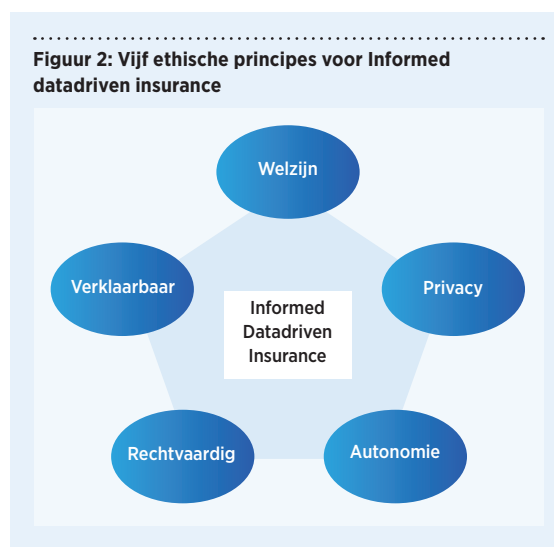 Figuur 2: Vijf ethische principes voor Informed
datadriven insurance
Welzijn
Verklaarbaar
Privacy
Informed
Datadriven
Insurance
Rechtvaardig
Autonomie